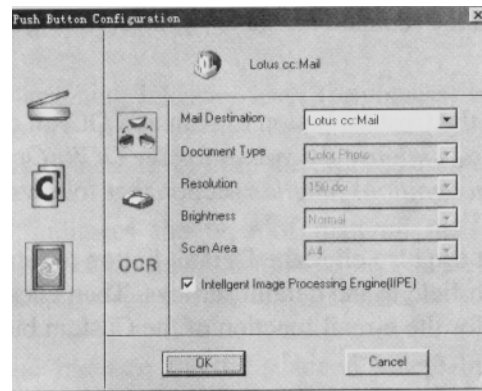 Push Button Configuration
Lotus cc:Mail
Mail Destination Lotus cc:Mail
Document Type Color Photo
Resolution 150 dpi
Brightness Normal
Scan Area A4
Intellgent Image Processing Engine(IIPE)
C
OCR
OK Cancel